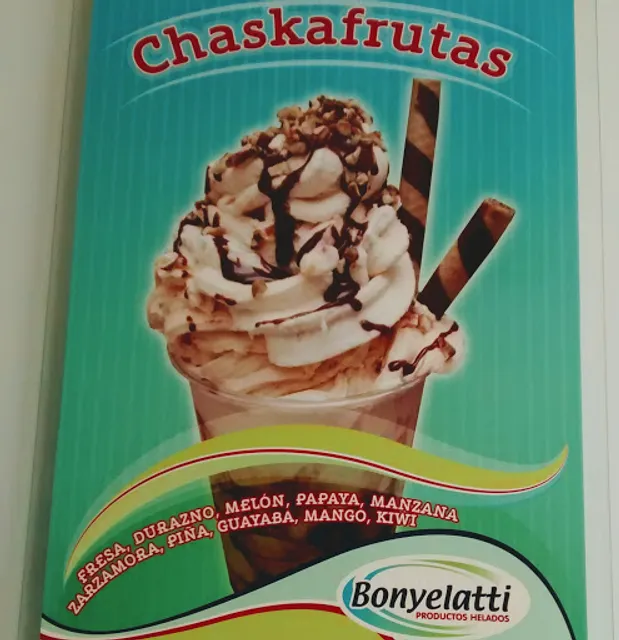 Chaskafrutas
FRESA, DURAZNO, MELÓN, PAPAYA, MANZANA
ZARZAMORA, PIÑA, GUAYABA, MANGO, KIWI
Bonyelatti
PRODUCTOS HELADOS